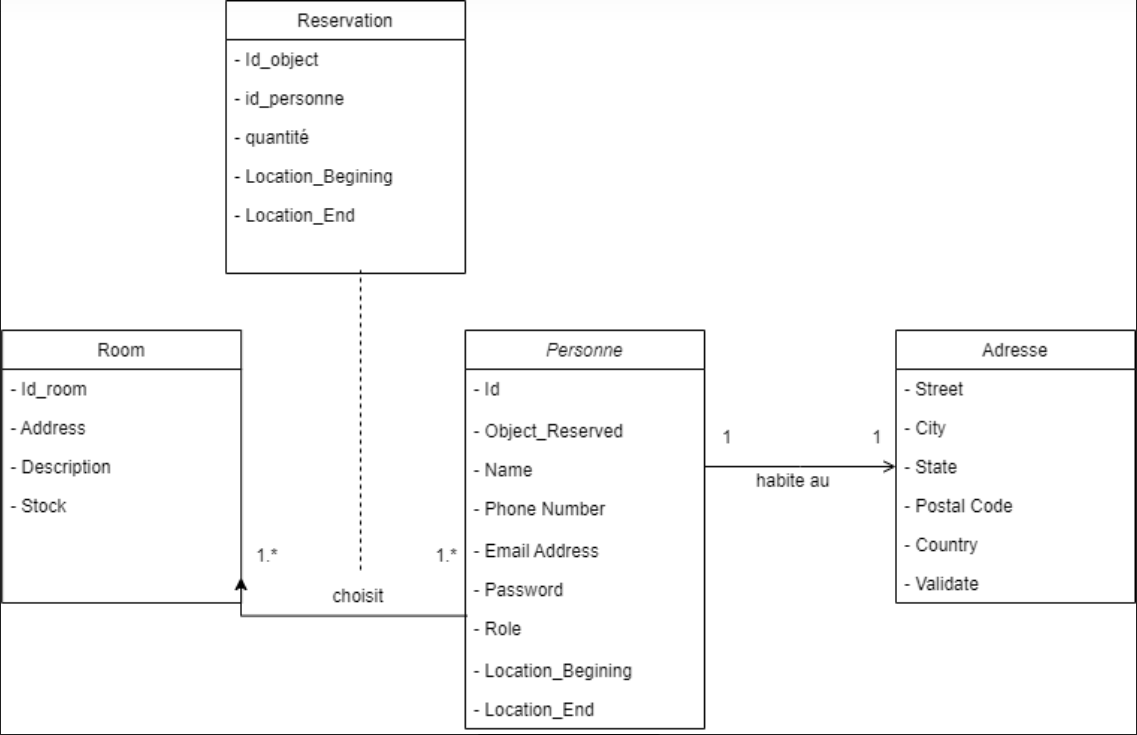 Reservation
- Id_object
- id_personne
- quantité
- Location_Begining
- Location_End
Room
- Id_room
- Address
- Description
- Stock
1.*
1.*
choisit
Personne
- Id
- Object_Reserved
- Name
- Phone Number
- Email Address
- Password
- Role
- Location_Begining
- Location_End
1
1
habite au
Adresse
- Street
- City
- State
- Postal Code
- Country
- Validate